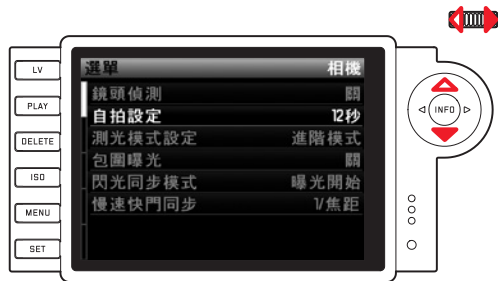 LV
PLAY
DELETE
ISO
MENU
SET
選單 相機
鏡頭偵測 關
自拍設定 12秒
測光模式設定 進階模式
包圍曝光 關
閃光同步模式 曝光開始
慢速快門同步 1/焦距
INFO